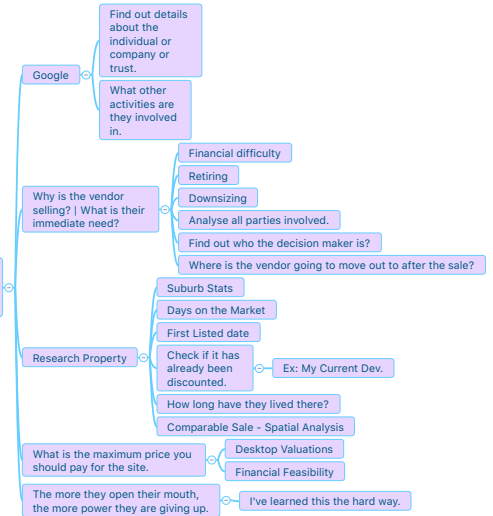 Find out details
about the
individual or
company or
trust.
Google
What other
activities are
they involved
in.
Financial difficulty
Retiring
Why is the vendor
selling? | What is their
immediate need?
Downsizing
Analyse all parties involved.
Find out who the decision maker is?
Where is the vendor going to move out to after the sale?
Suburb Stats
Days on the Market
First Listed date
Research Property
Check if it has
already been
discounted.
Ex: My Current Dev.
How long have they lived there?
Comparable Sale - Spatial Analysis
What is the maximum price you
should pay for the site.
Desktop Valuations
Financial Feasibility
The more they open their mouth,
the more power they are giving up.
I've learned this the hard way.